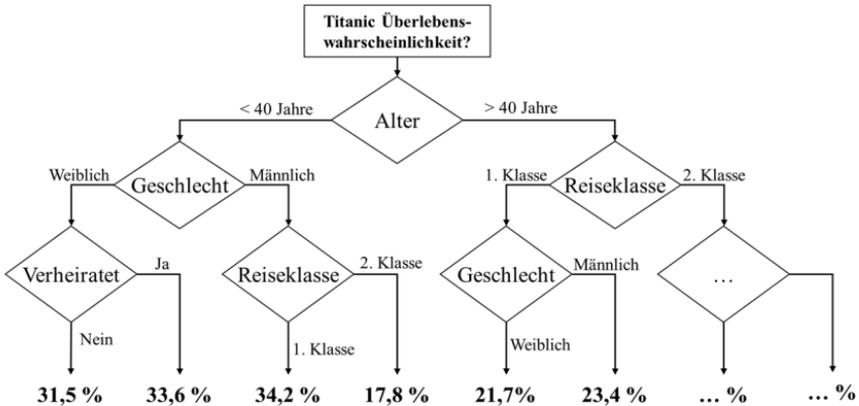 Titanic Überlebens-
wahrscheinlichkeit?
< 40 Jahre
Alter
> 40 Jahre
Weiblich
Geschlecht
Männlich
1. Klasse
Reiseklasse
2. Klasse
Verheiratet
Ja
Reiseklasse
2. Klasse
Geschlecht
Männlich
…
Nein
1. Klasse
Weiblich
31,5 %
33,6 %
34,2 %
17,8 %
21,7%
23,4 %
… %
… %